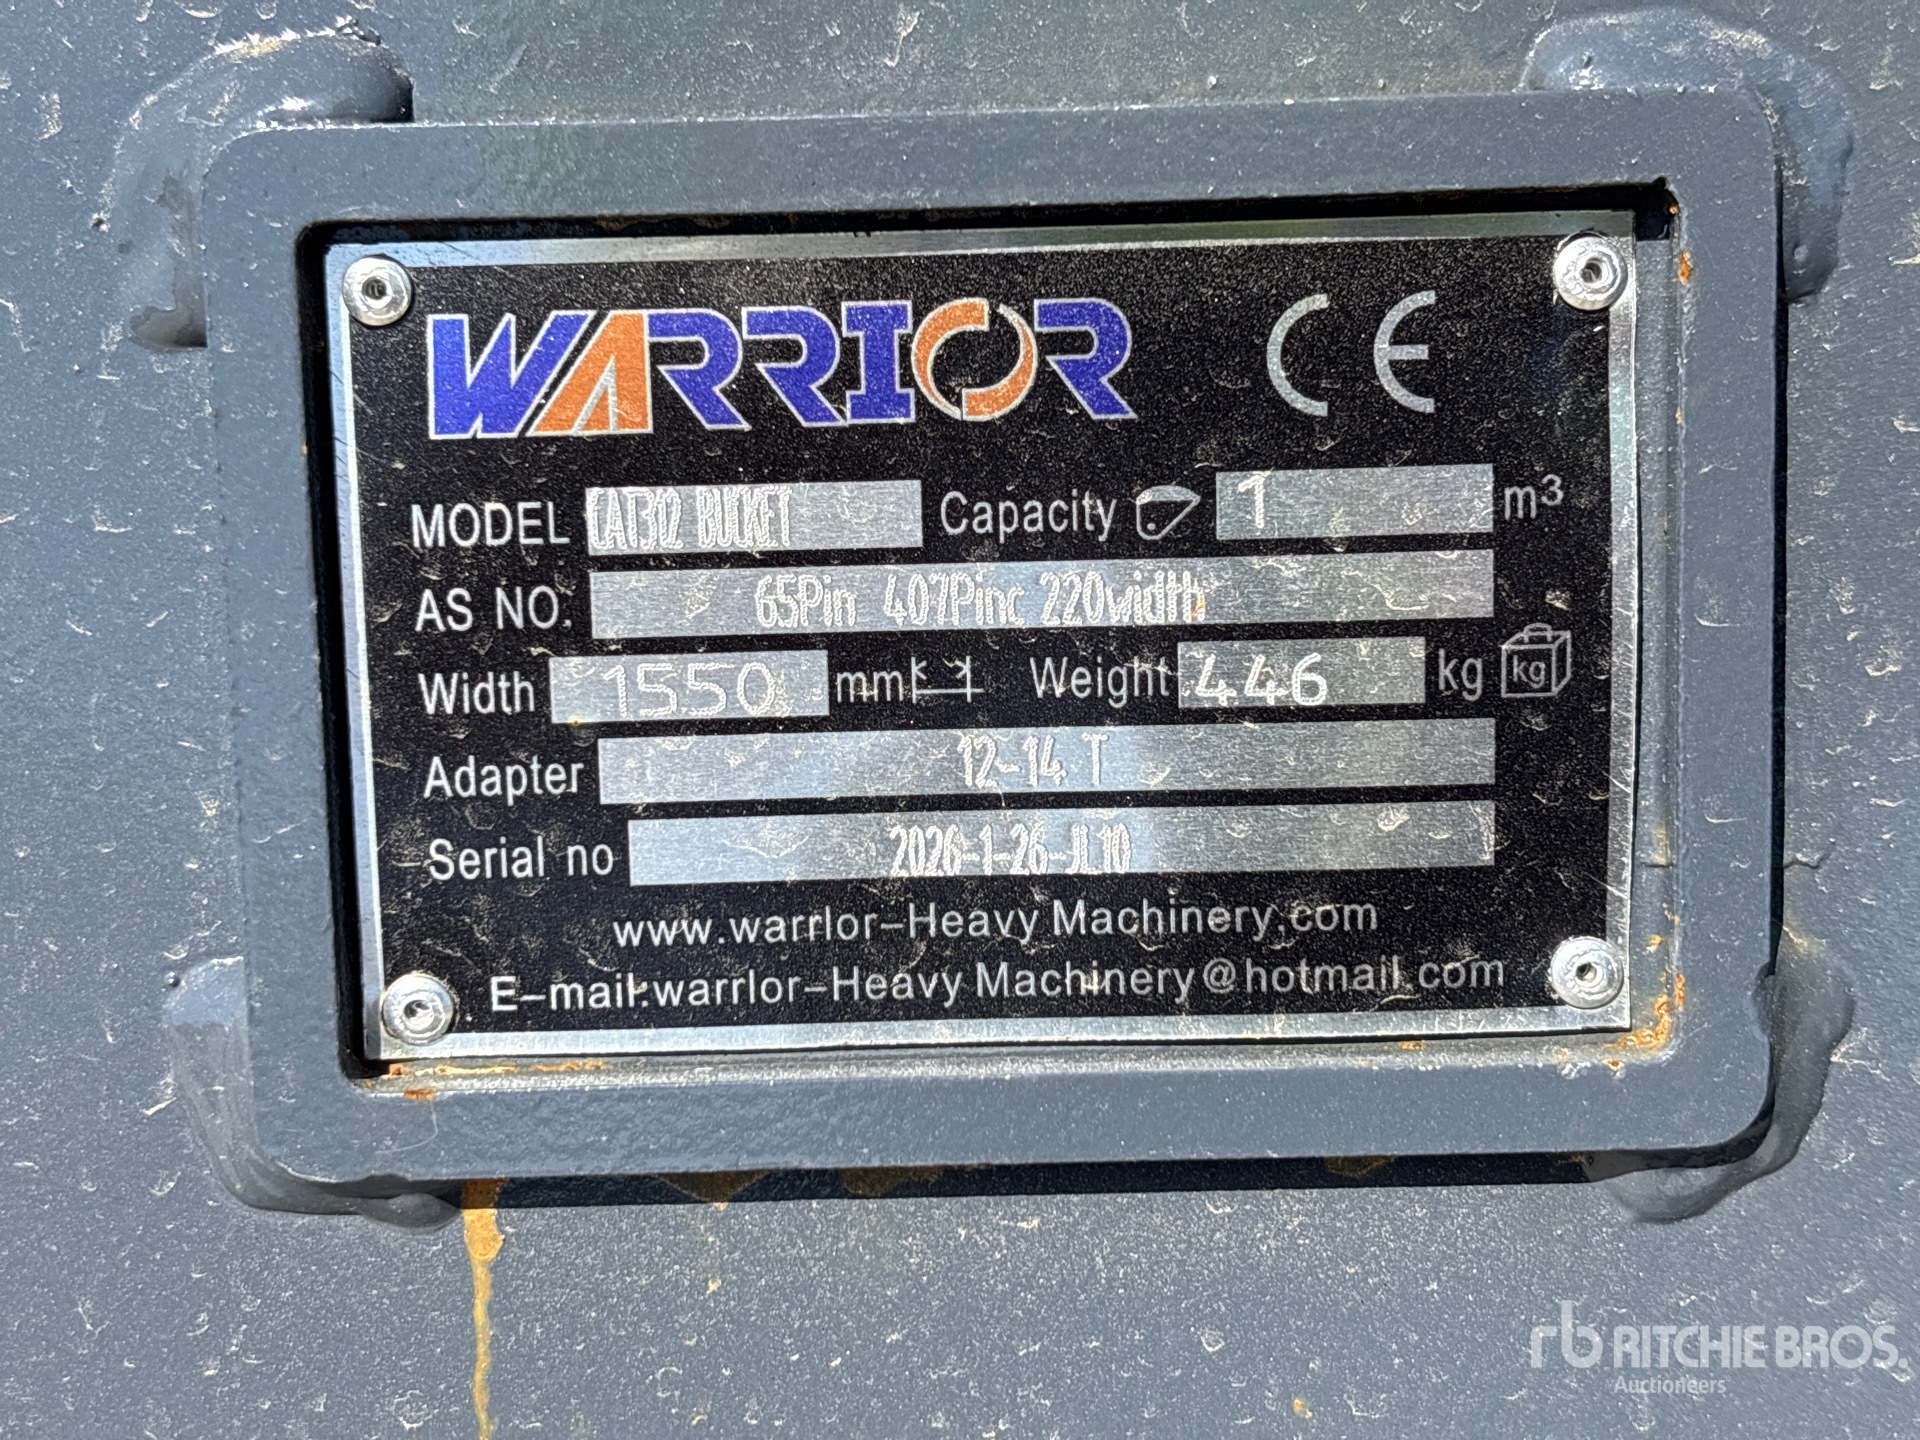 WARRIOR CE
MODEL CAT312 BUCKET Capacity 1 m³
AS NO. 65Pin 407Pinc 220width
Width 1550 mm Weight 446 kg kg
Adapter 12-14 T
Serial no 2026-1-26-JL10
www.warrlor-Heavy Machinery,com
E-mail:warrlor-Heavy Machinery@hotmail.com
rb RITCHIE BROS.
Auctioneers